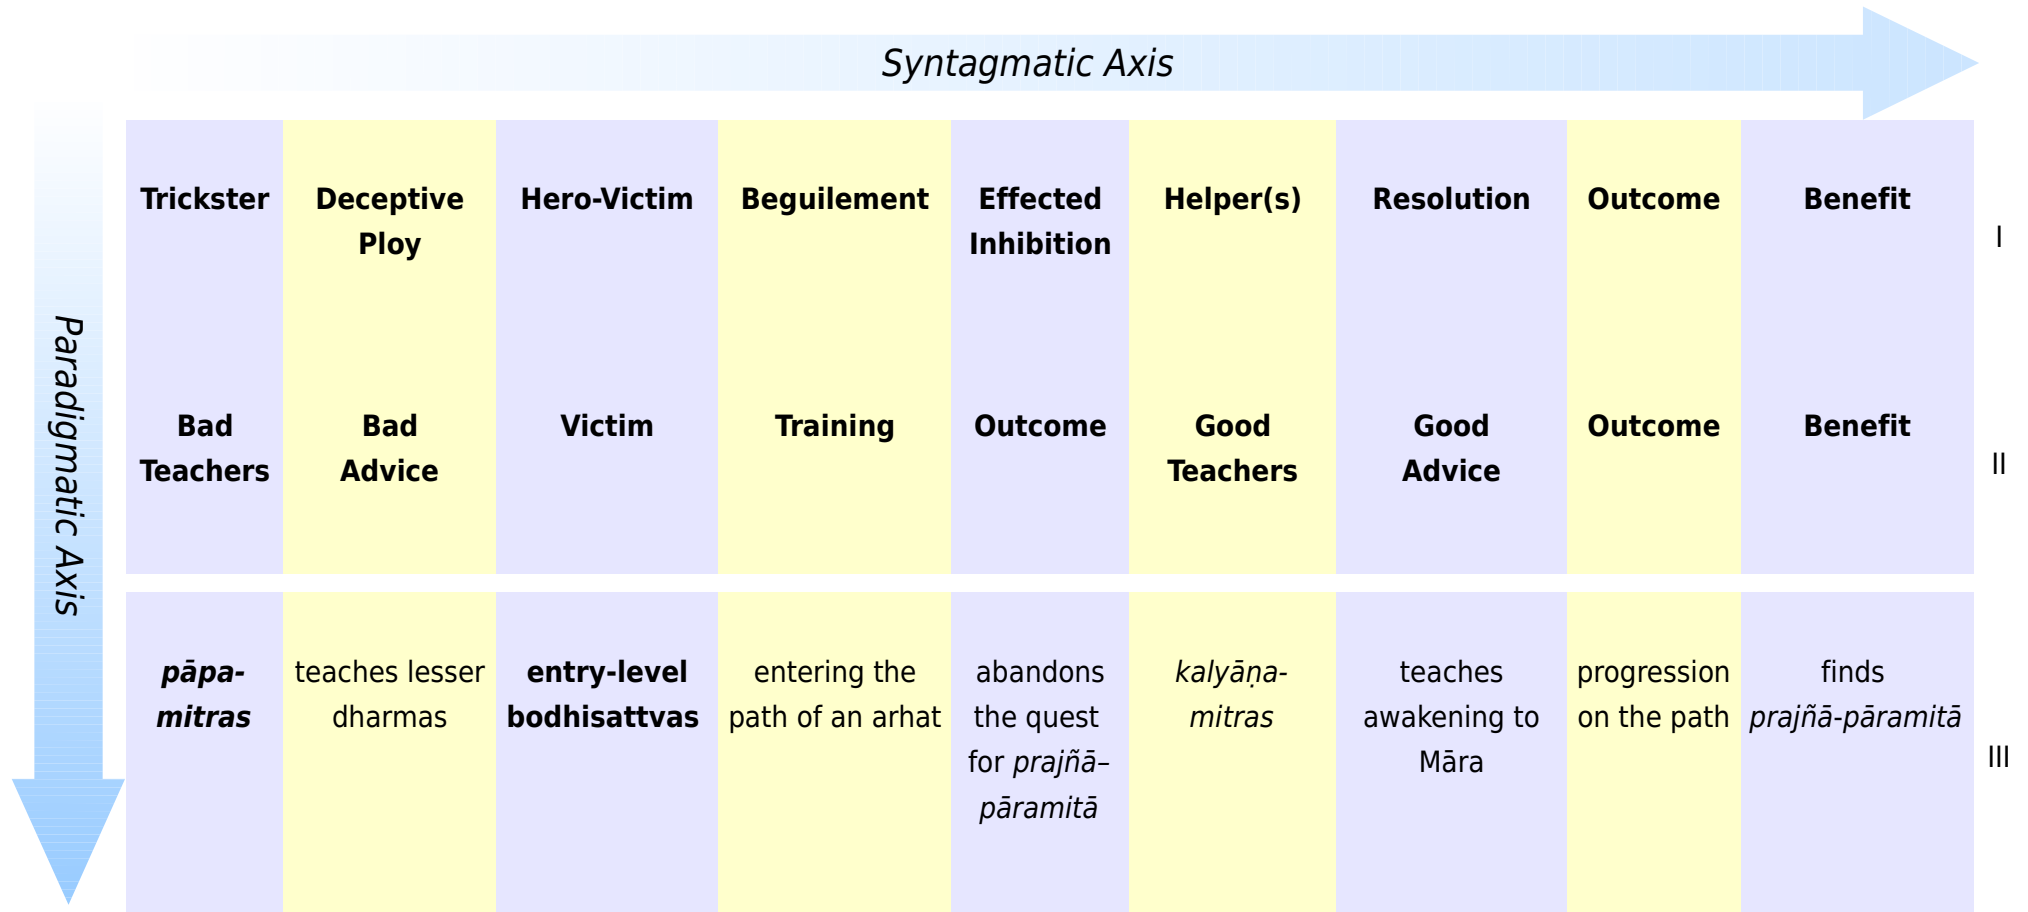 Syntagmatic Axis
Paradigmatic Axis
Trickster Deceptive Hero-Victim Beguilement Effected Helper(s) Resolution Outcome Benefit
Ploy Inhibition
I
Bad Bad Victim Training Outcome Good Good Outcome Benefit
Teachers Advice Teachers Advice
II
pāpa- teaches lesser entry-level entering the abandons kalyāṇa- teaches progression finds
mitras dharmas bodhisattvas path of an arhat the quest mitras awakening to on the path prajñā-pāramitā
for prajñā– Māra
III
pāramitā